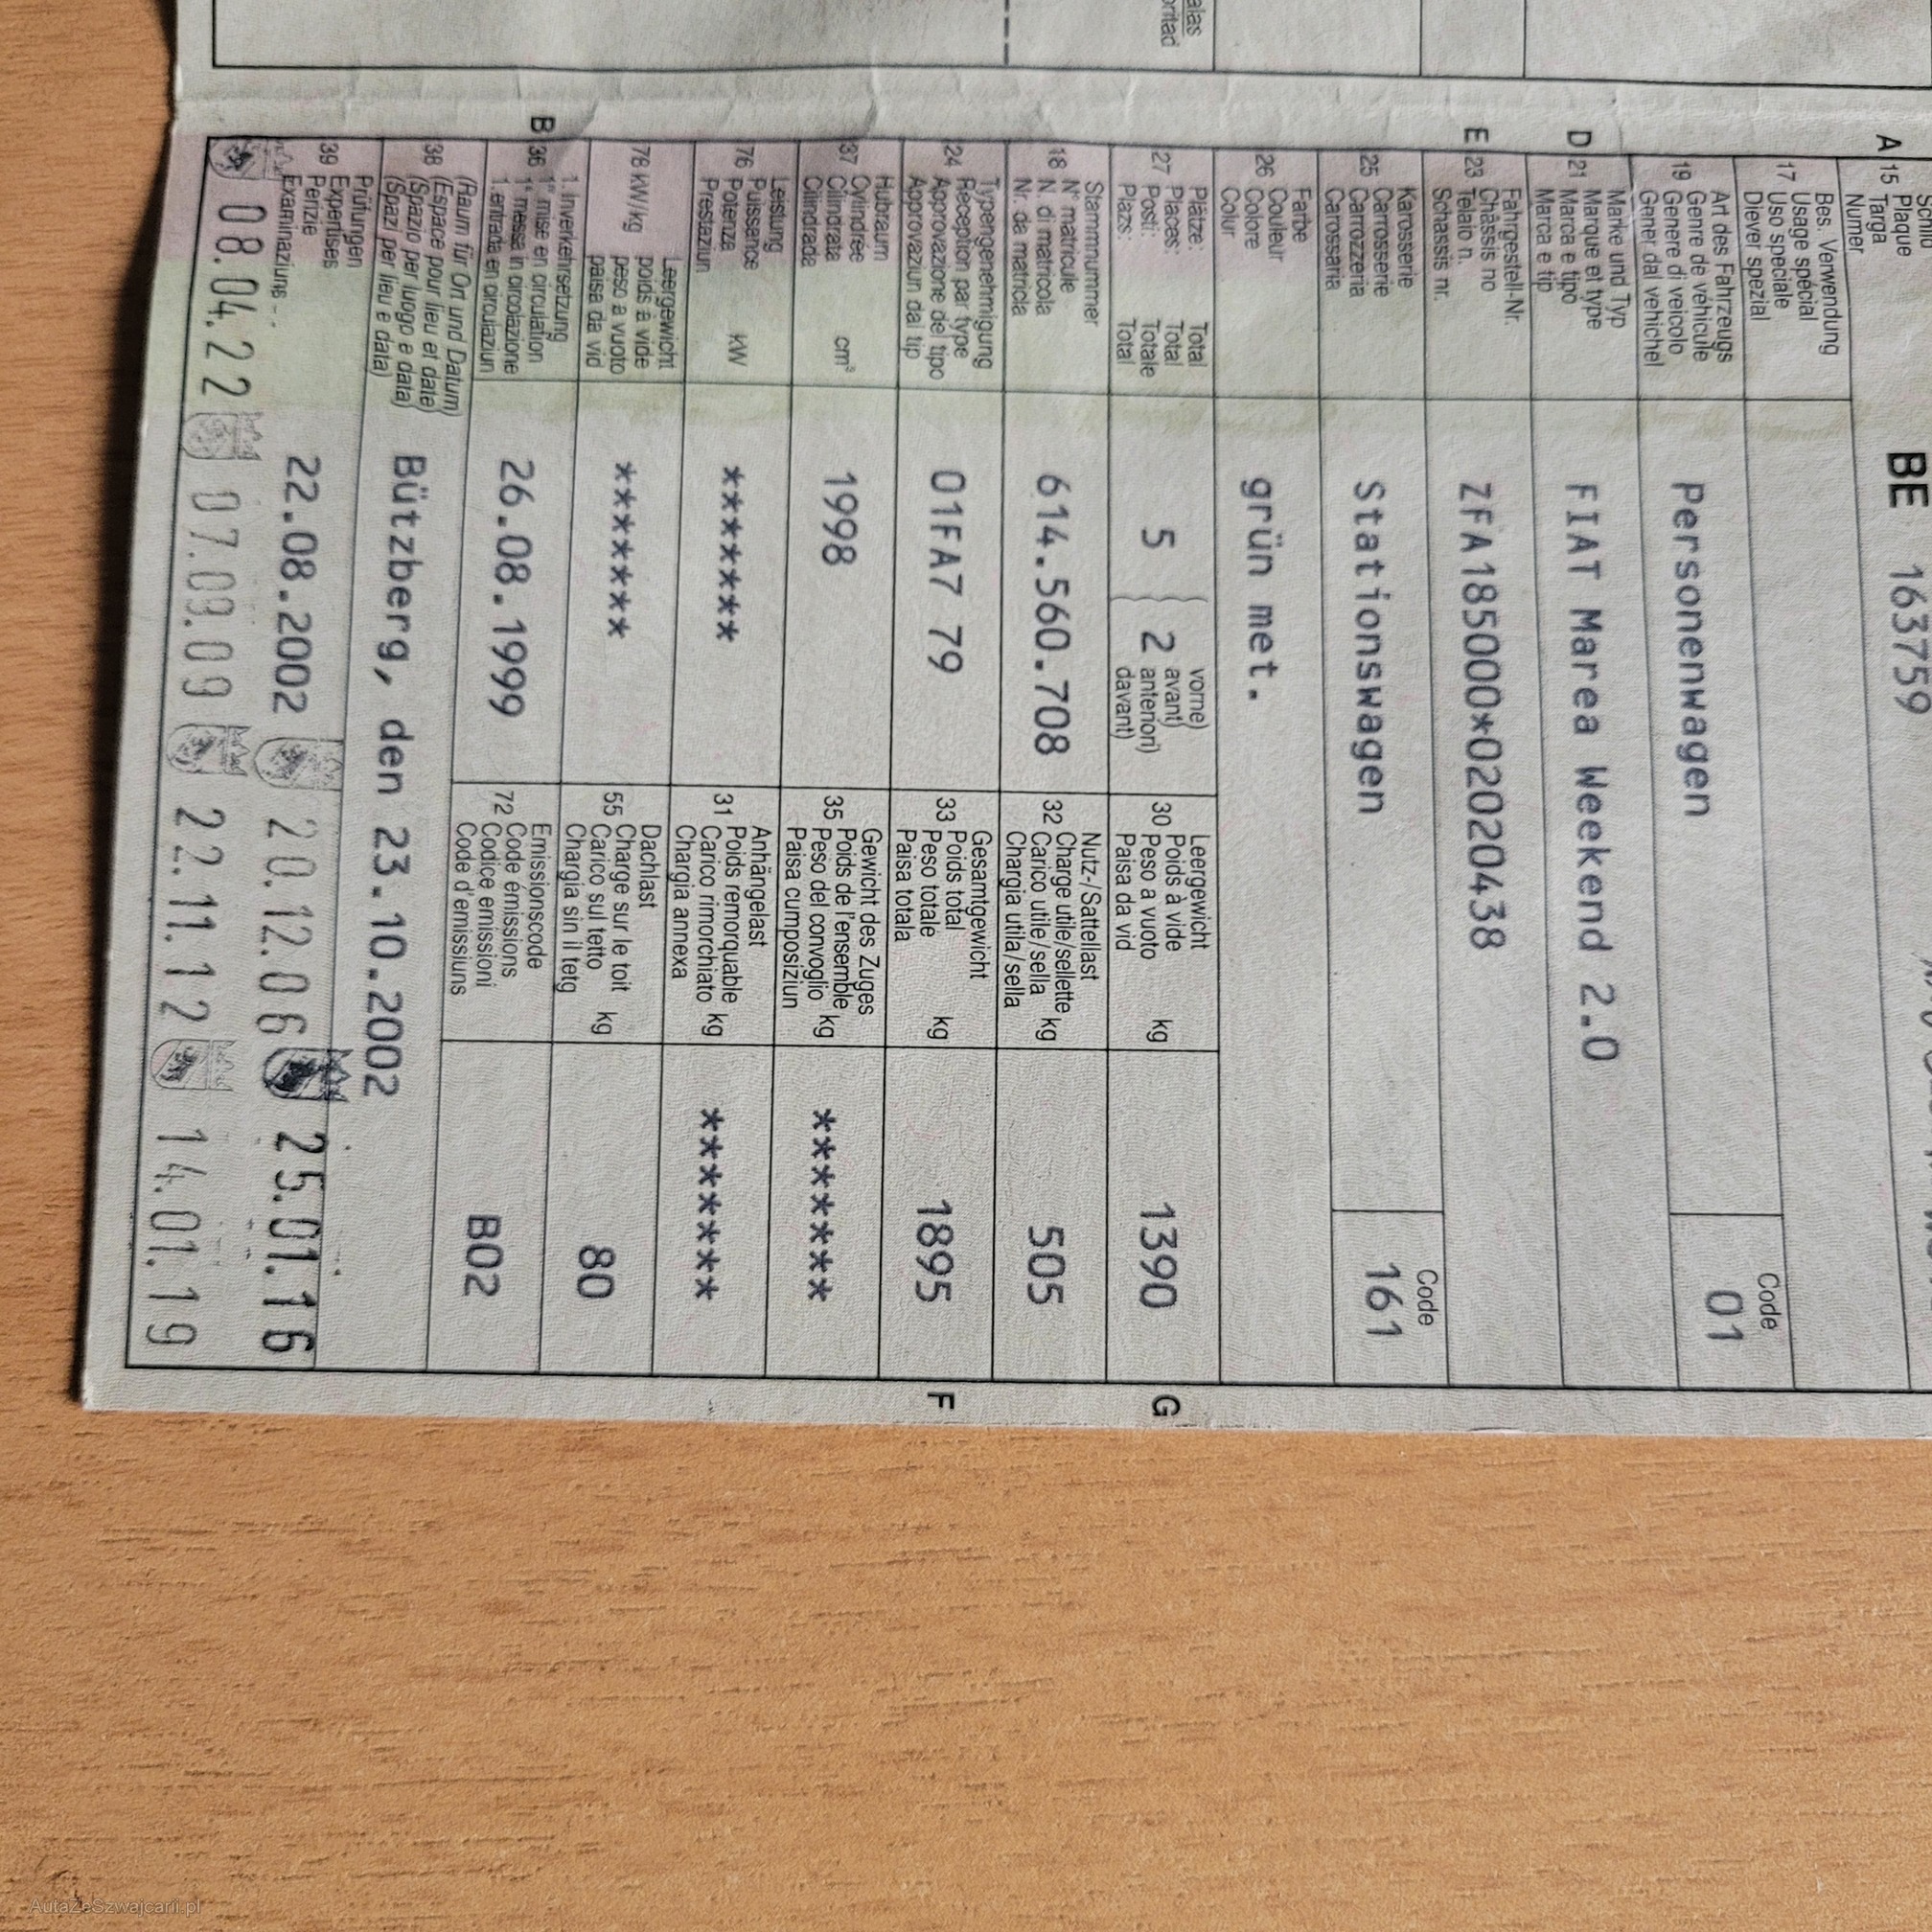 Schild
15 Plaque
Targa
Numer
A
BE 163759
Bes. Verwendung
17 Usage spécial
Uso speciale
Diever spezial
Art des Fahrzeugs
19 Genre de véhicule
Genere di veicolo
Gener dal vehichel
Personenwagen
Code
01
D
Marke und Typ
21 Marque et type
Marca e tipo
Marca e tip
FIAT Marea Weekend 2.0
E
Fahrgestell-Nr.
23 Châssis no
Telaio n.
Schassis nr.
ZFA185000*02020438
Karosserie
25 Carrosserie
Carrozzeria
Carossaria
Stationswagen
Code
161
Farbe
26 Couleur
Colore
Colur
grün met.
Plätze: Total
27 Places: Total
Posti: Totale
Plazs: Total
5
2
vorne)
avant)
anteriori)
davant)
Leergewicht
30 Poids à vide
Peso a vuoto kg
Paisa da vid
1390
G
Stammnummer
18 N° matricule
N. di matricola
Nr. da matricla
614.560.708
Nutz-/Sattellast
32 Charge utile/sellette
Carico utile/sella kg
Chargia utila/sella
505
Typengenehmigung
24 Réception par type
Approvazione del tipo
Approvaziun dal tip
01FA7 79
Gesamtgewicht
33 Poids total
Peso totale kg
Paisa totala
1895
F
Hubraum
37 Cylindrée
Cilindrata cm³
Cilindrada
1998
Gewicht des Zuges
35 Poids de l'ensemble
Peso del convoglio kg
Paisa cumposiziun
*******
Leistung
76 Puissance
Potenza kW
Prestaziun
*******
Anhängelast
31 Poids remorquable
Carico rimorchiato kg
Chargia annexa
*******
78 kW/kg
Leergewicht
poids à vide
peso a vuoto
paisa da vid
*******
Dachlast
55 Charge sur le toit
Carico sul tetto kg
Chargia sin il tetg
80
B
1. Inverkehrsetzung
36 1re mise en circulation
1a messa in circolazione
1. entrada en circulaziun
26.08.1999
Emissionscode
72 Code émissions
Codice emissioni
Code d'emissiuns
B02
(Raum für Ort und Datum)
38 (Espace pour lieu et date)
(Spazio per luogo e data)
(Spazi per lieu e data)
Bützberg, den 23.10.2002
Prüfungen
39 Expertises
Perizie
Examinaziuns
22.08.2002 20.12.06 25.01.16
08.04.22 07.09.09 22.11.12 14.01.19
AutaZeSzwajcarii.pl